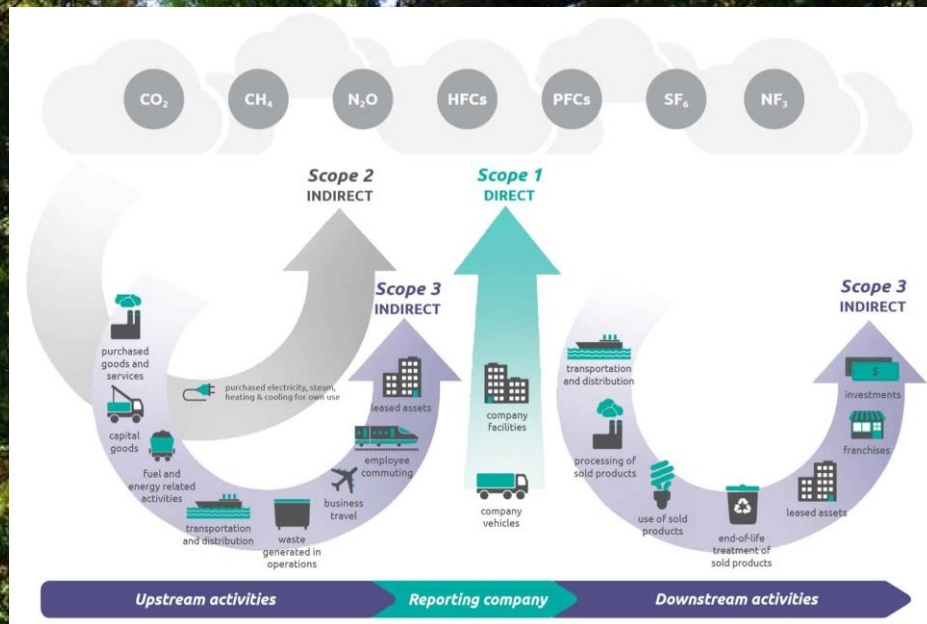 CO₂
CH₄
N₂O
HFCs
PFCs
SF₆
NF₃
Scope 2
INDIRECT
Scope 1
DIRECT
Scope 3
INDIRECT
Scope 3
INDIRECT
purchased
goods and
services
capital
goods
fuel and
energy related
activities
transportation
and distribution
waste
generated in
operations
business
travel
employee
commuting
leased assets
purchased electricity, steam,
heating & cooling for own use
company
facilities
company
vehicles
transportation
and distribution
processing of
sold products
use of sold
products
end-of-life
treatment of
sold products
leased assets
franchises
$
investments
Upstream activities
Reporting company
Downstream activities